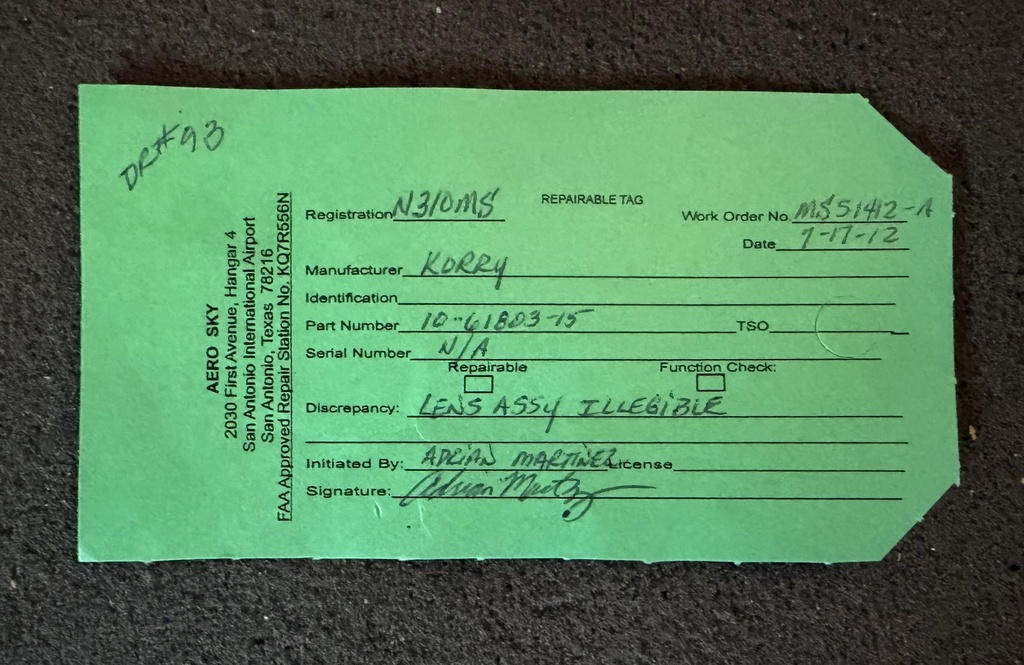 DR# 93
AERO SKY
2030 First Avenue, Hangar 4
San Antonio International Airport
San Antonio, Texas 78216
FAA Approved Repair Station No. KQ7R556N
REPAIRABLE TAG
Registration N310MS Work Order No. MS51412-A
Date 7-17-12
Manufacturer KORRY
Identification
Part Number 10-61803-15 TSO
Serial Number N/A
Repairable Function Check:
Discrepancy: LENS ASSY ILLEGIBLE
Initiated By: ADRIAN MARTINEZ License
Signature: Adrian Martinez